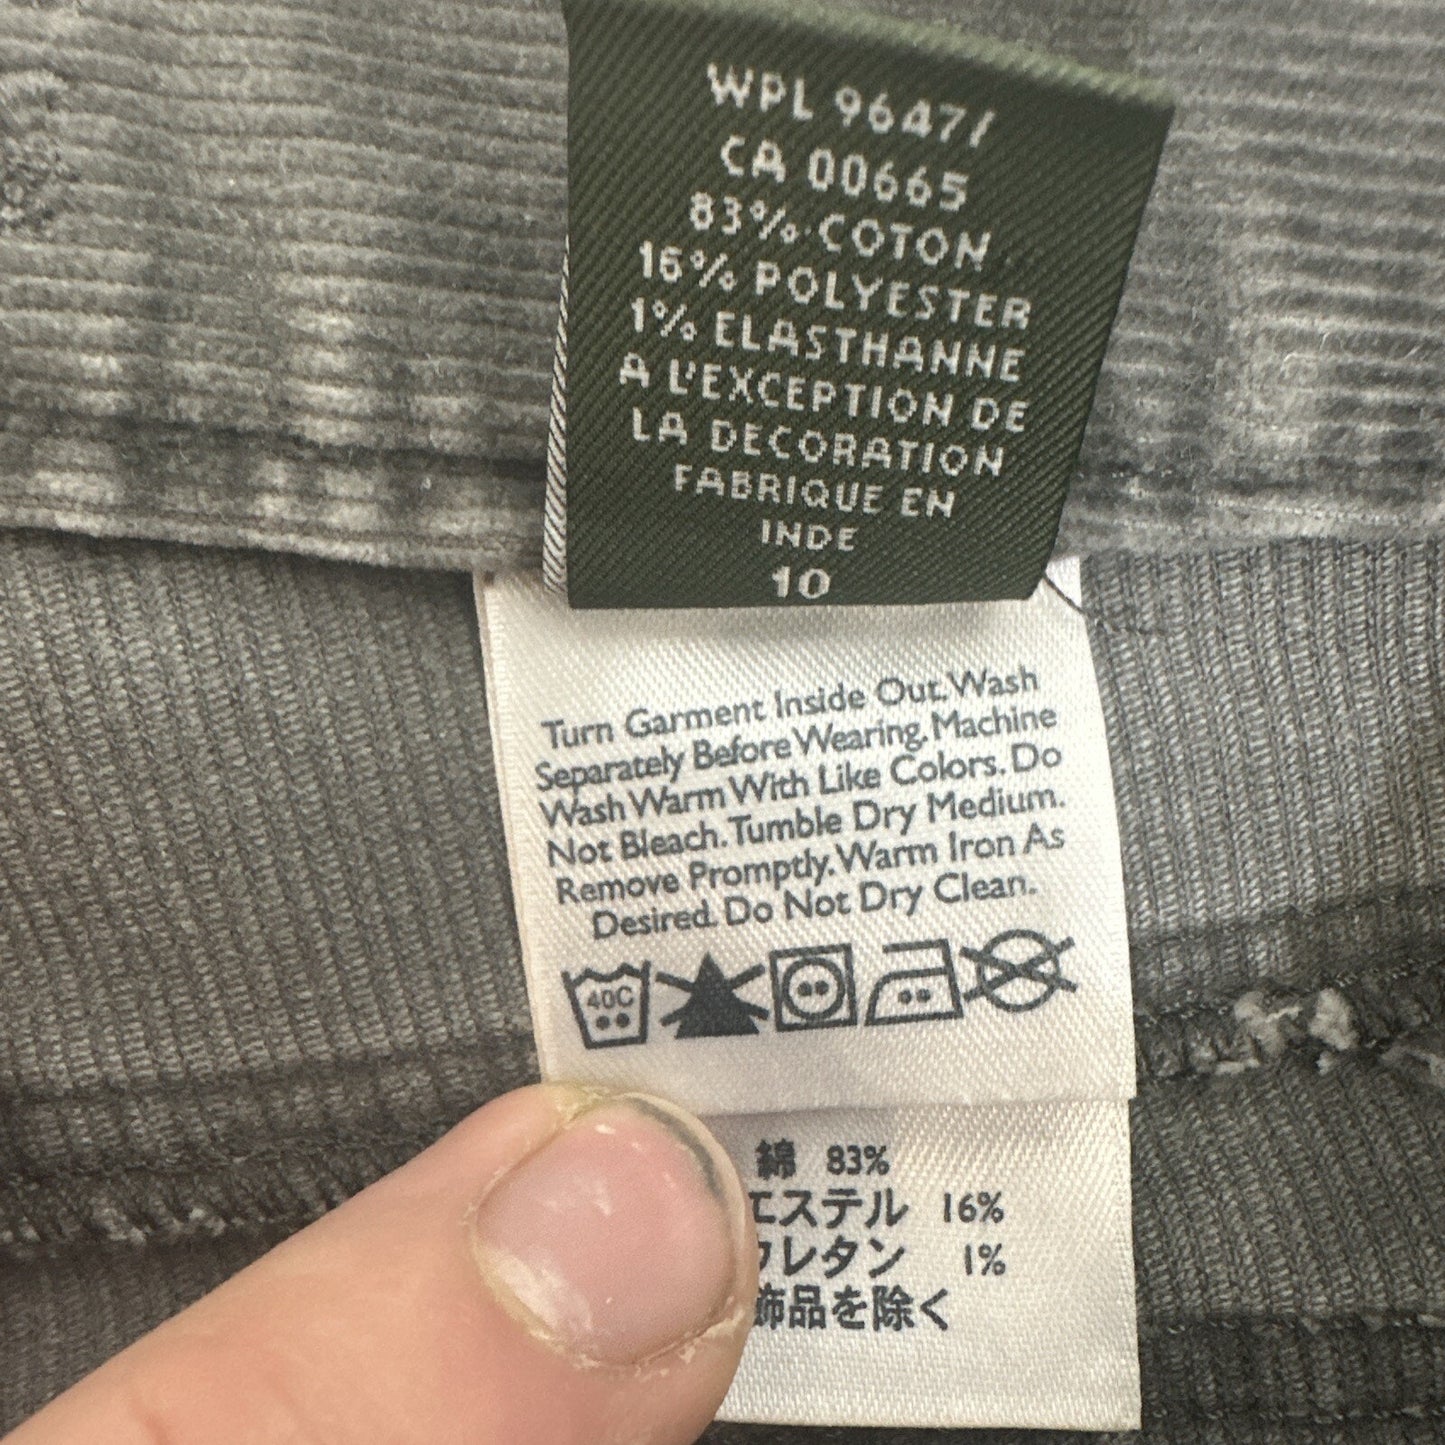 WPL 9647/
CA 00665
83% COTON
16% POLYESTER
1% ELASTHANNE
A L'EXCEPTION DE
LA DECORATION
FABRIQUE EN
INDE
10
Turn Garment Inside Out. Wash
Separately Before Wearing. Machine
Wash Warm With Like Colors. Do
Not Bleach. Tumble Dry Medium.
Remove Promptly. Warm Iron As
Desired. Do Not Dry Clean.
40C
綿 83%
エステル 16%
ウレタン 1%
飾品を除く